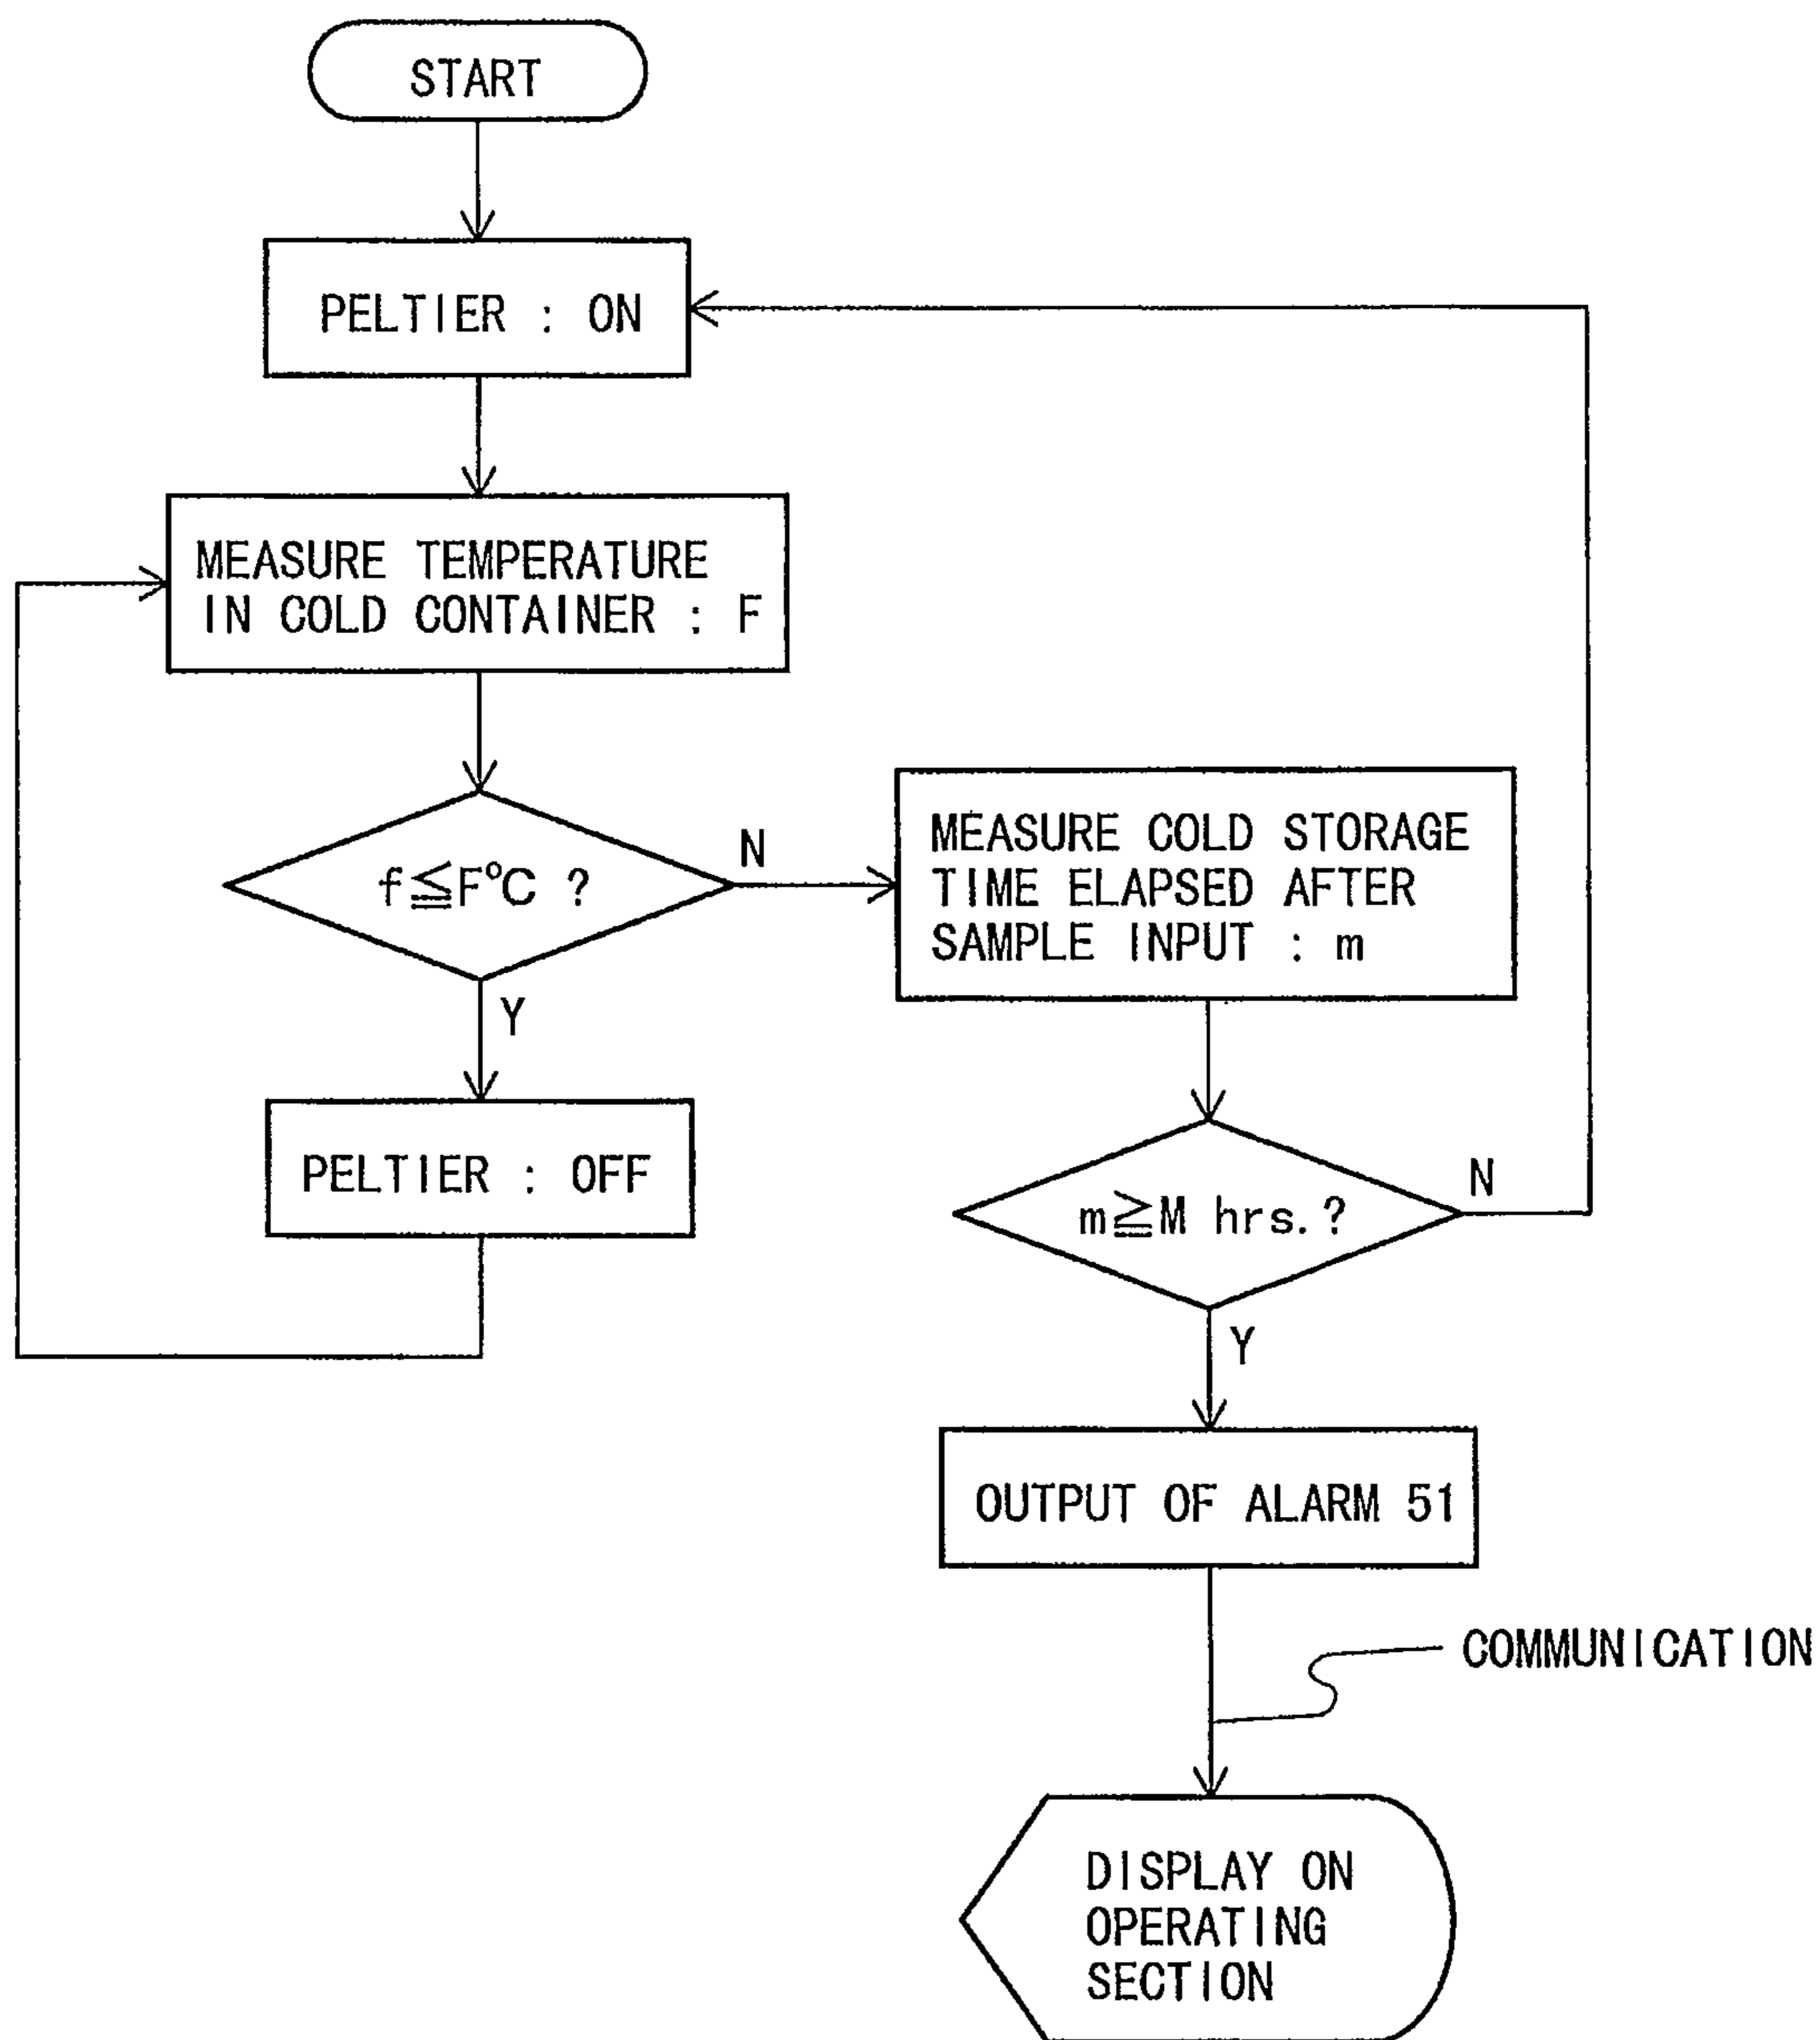 START
PELTIER : ON
MEASURE TEMPERATURE
IN COLD CONTAINER : F
f≦F°C ?
N
Y
PELTIER : OFF
MEASURE COLD STORAGE
TIME ELAPSED AFTER
SAMPLE INPUT : m
m≧M hrs.?
N
Y
OUTPUT OF ALARM 51
COMMUNICATION
DISPLAY ON
OPERATING
SECTION